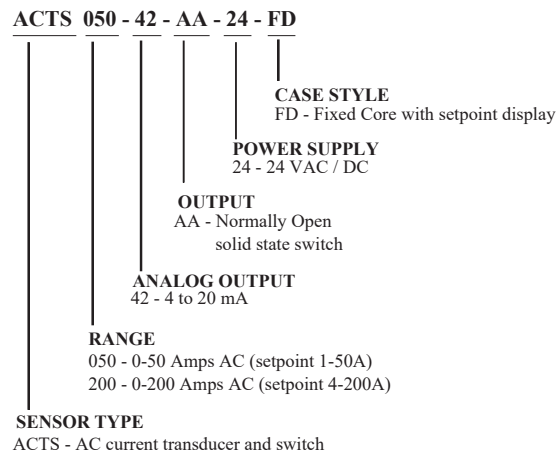 ACTS 050 - 42 - AA - 24 - FD
CASE STYLE
FD - Fixed Core with setpoint display
POWER SUPPLY
24 - 24 VAC / DC
OUTPUT
AA - Normally Open
solid state switch
ANALOG OUTPUT
42 - 4 to 20 mA
RANGE
050 - 0-50 Amps AC (setpoint 1-50A)
200 - 0-200 Amps AC (setpoint 4-200A)
SENSOR TYPE
ACTS - AC current transducer and switch